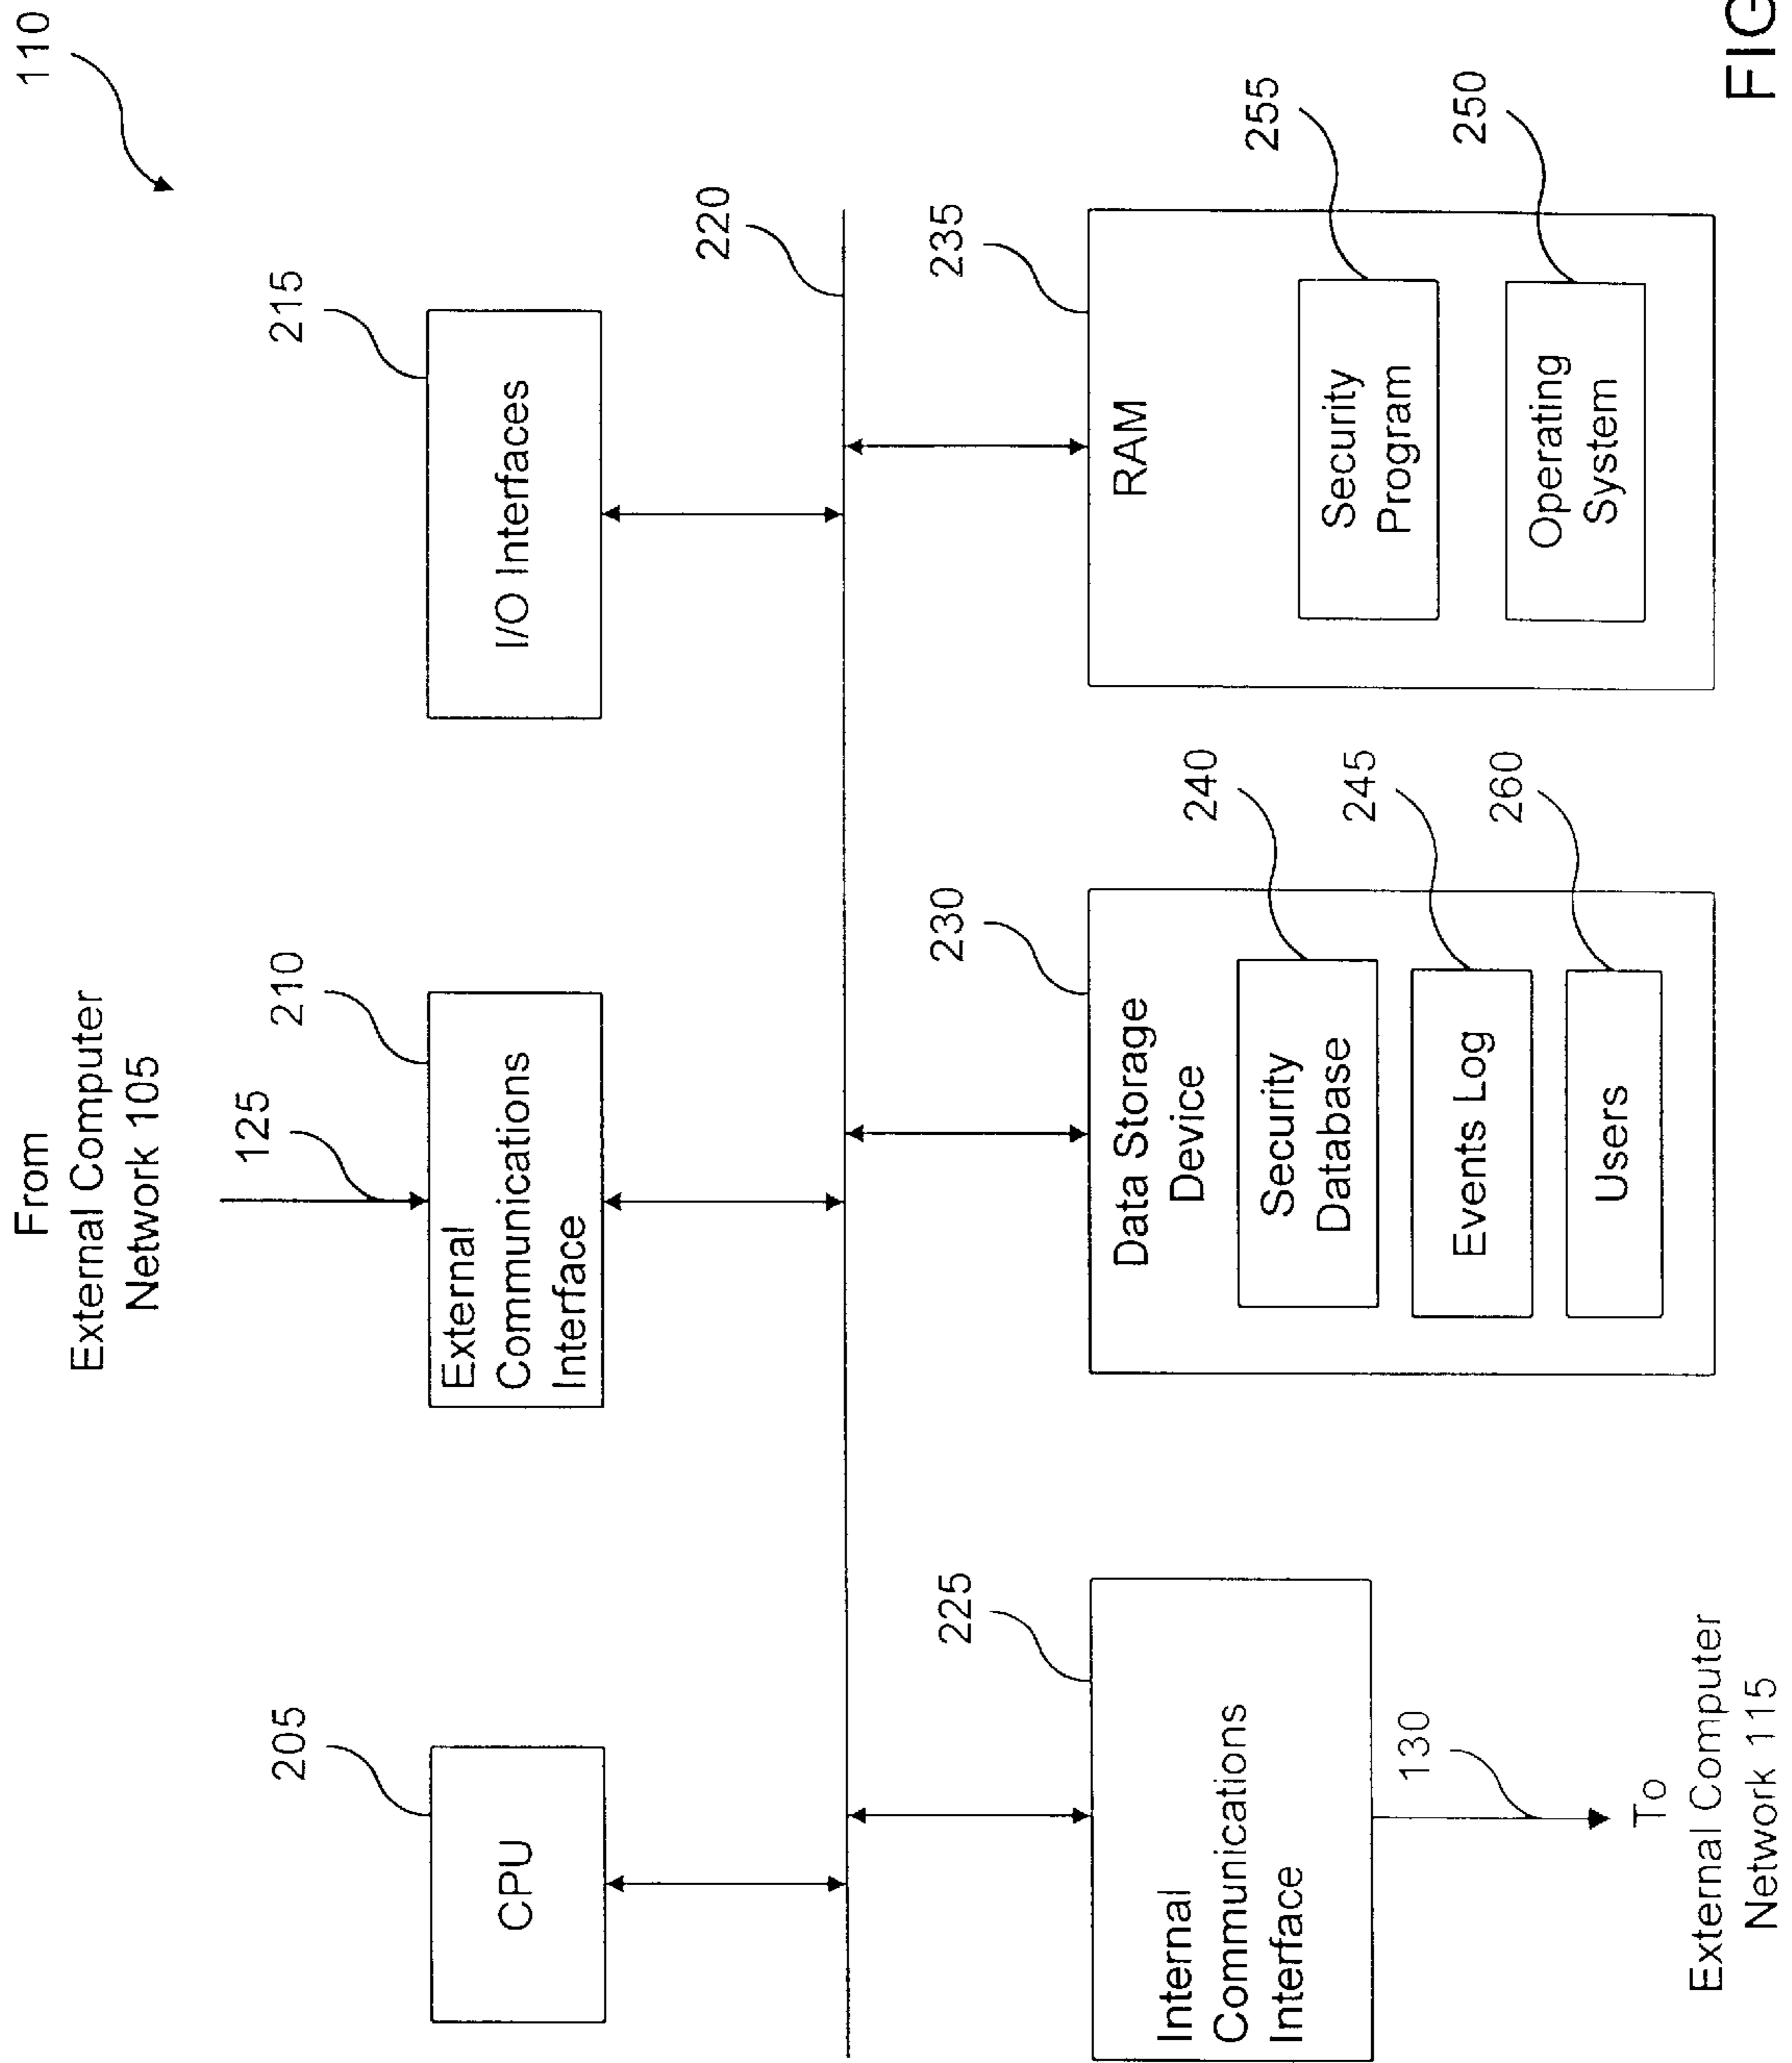 110
From
External Computer
Network 105
125
205
210
215
CPU
External
Communications
Interface
I/O Interfaces
220
225
230
235
Internal
Communications
Interface
Data Storage
Device
RAM
240
Security
Database
245
Events Log
260
Users
255
Security
Program
250
Operating
System
130
To
External Computer
Network 115
FIG